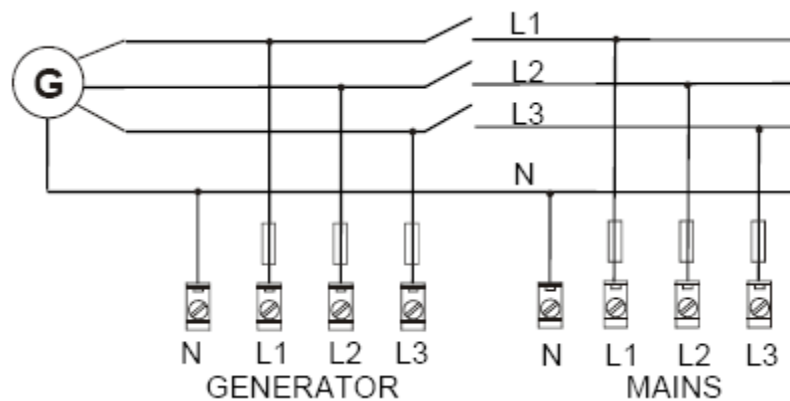 L1
G
L2
L3
N
N L1 L2 L3 N L1 L2 L3
GENERATOR MAINS